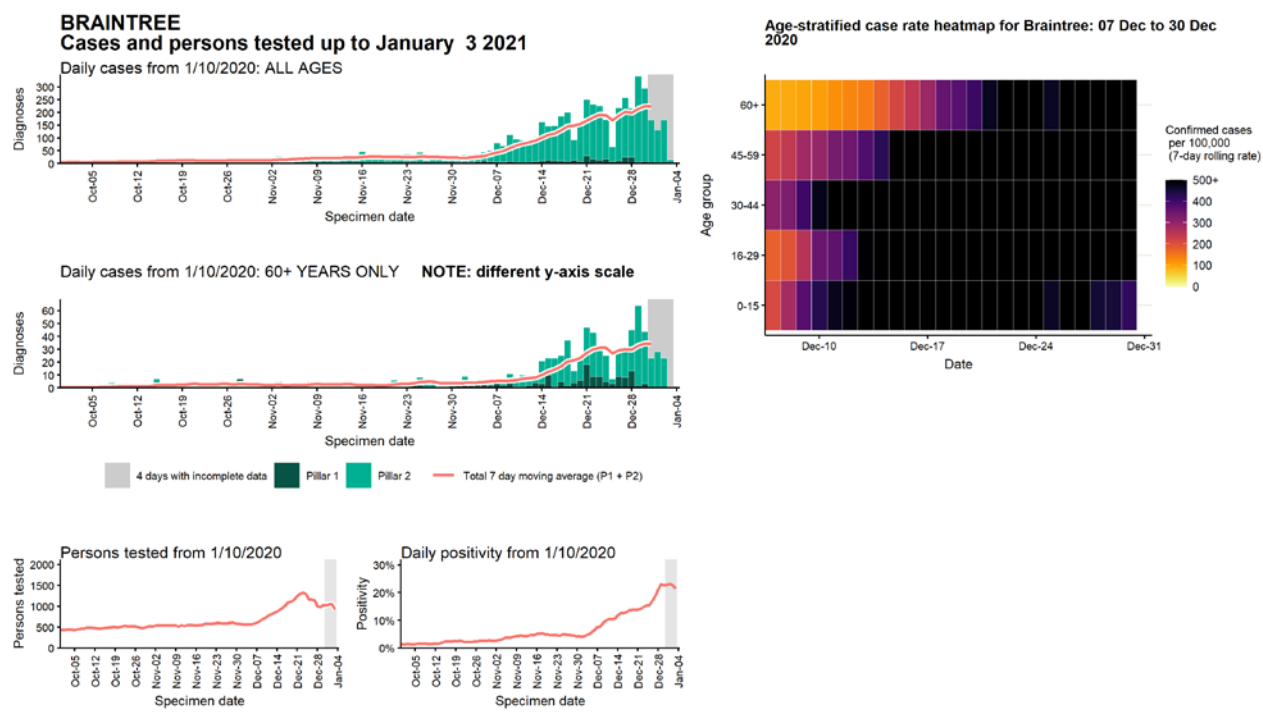 BRAINTREE
Cases and persons tested up to January 3 2021
Daily cases from 1/10/2020: ALL AGES
Diagnoses
300
250
200
150
100
50
0
Oct-05
Oct-12
Oct-19
Oct-26
Nov-02
Nov-09
Nov-16
Nov-23
Nov-30
Dec-07
Dec-14
Dec-21
Dec-28
Jan-04
Specimen date
Daily cases from 1/10/2020: 60+ YEARS ONLY NOTE: different y-axis scale
Diagnoses
60
50
40
30
20
10
0
Oct-05
Oct-12
Oct-19
Oct-26
Nov-02
Nov-09
Nov-16
Nov-23
Nov-30
Dec-07
Dec-14
Dec-21
Dec-28
Jan-04
Specimen date
4 days with incomplete data Pillar 1 Pillar 2 Total 7 day moving average (P1 + P2)
Persons tested from 1/10/2020
Persons tested
2000
1500
1000
500
0
Oct-05
Oct-12
Oct-19
Oct-26
Nov-02
Nov-09
Nov-16
Nov-23
Nov-30
Dec-07
Dec-14
Dec-21
Dec-28
Jan-04
Specimen date
Daily positivity from 1/10/2020
Positivity
30%
20%
10%
0%
Oct-05
Oct-12
Oct-19
Oct-26
Nov-02
Nov-09
Nov-16
Nov-23
Nov-30
Dec-07
Dec-14
Dec-21
Dec-28
Jan-04
Specimen date
Age-stratified case rate heatmap for Braintree: 07 Dec to 30 Dec
2020
Age group
60+
45-59
30-44
16-29
0-15
Dec-10
Dec-17
Dec-24
Dec-31
Date
Confirmed cases
per 100,000
(7-day rolling rate)
500+
400
300
200
100
0